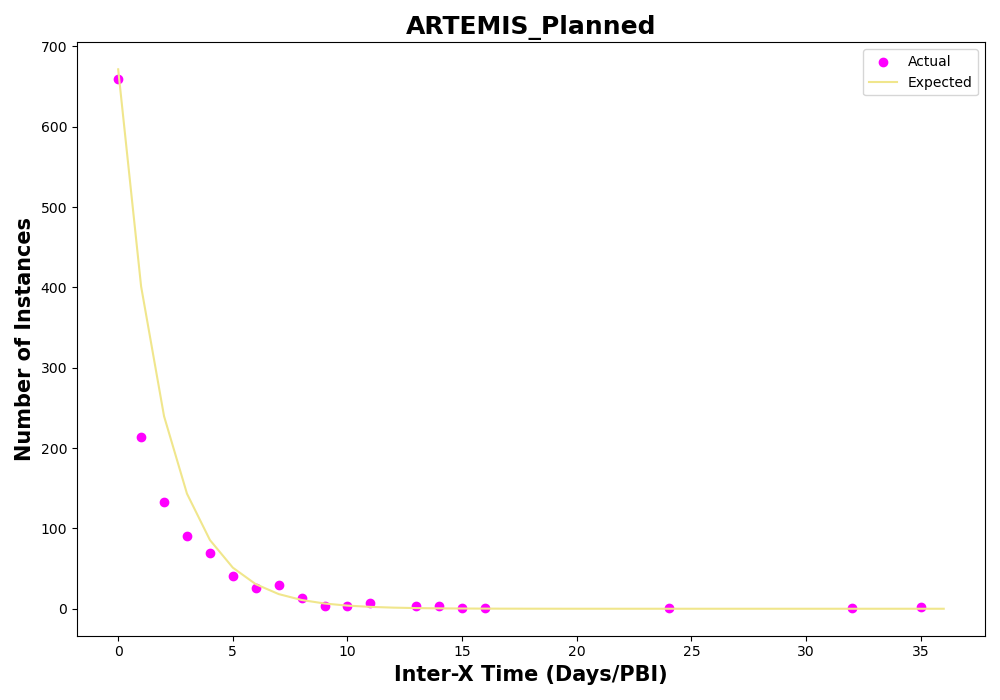 ARTEMIS_Planned
Actual
Expected
700
600
500
400
300
200
100
0
Number of Instances
0 5 10 15 20 25 30 35
Inter-X Time (Days/PBI)